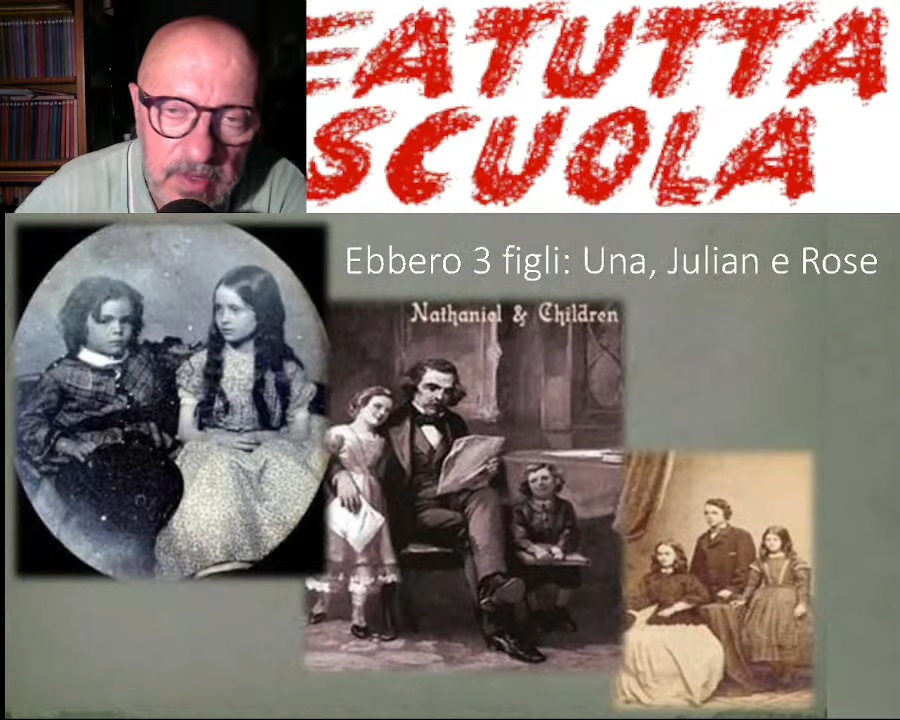 EATUTTA
SCUOLA
Ebbero 3 figli: Una, Julian e Rose
Nathaniel & Children